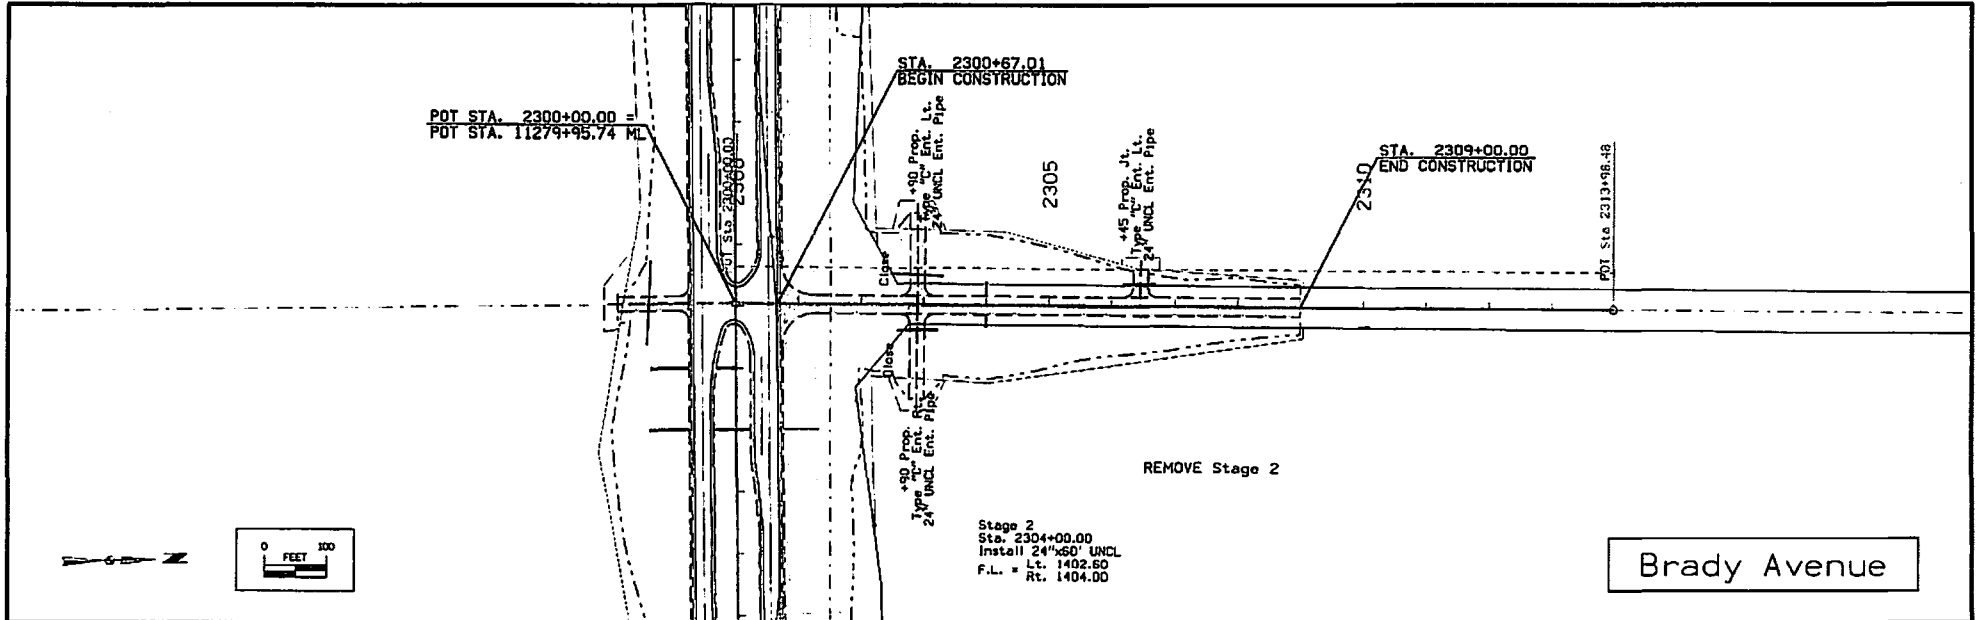 STA. 2300+67.01
BEGIN CONSTRUCTION
POT STA. 2300+00.00 =
POT STA. 11279+95.74 ML
2300
+90 Prop.
Type "C" Ent. Lt.
24" UNCL Ent. Pipe
2305
+45 Prop. Jt.
Type "C" Ent. Lt.
24" UNCL Ent. Pipe
STA. 2309+00.00
END CONSTRUCTION
2310
POT Sta 2313+98.48
Sta 2300+00.00
Close
Close
+90 Prop.
Type "C" Ent. Rt.
24" UNCL Ent. Pipe
REMOVE Stage 2
Stage 2
Sta. 2304+00.00
Install 24"x60' UNCL
F.L. = Lt. 1402.60
Rt. 1404.00
Z
0 100
FEET
Brady Avenue